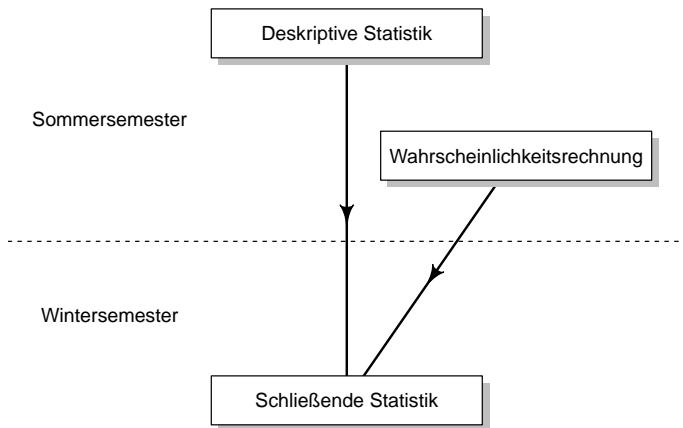 Deskriptive Statistik
Sommersemester
Wahrscheinlichkeitsrechnung
Wintersemester
Schließende Statistik